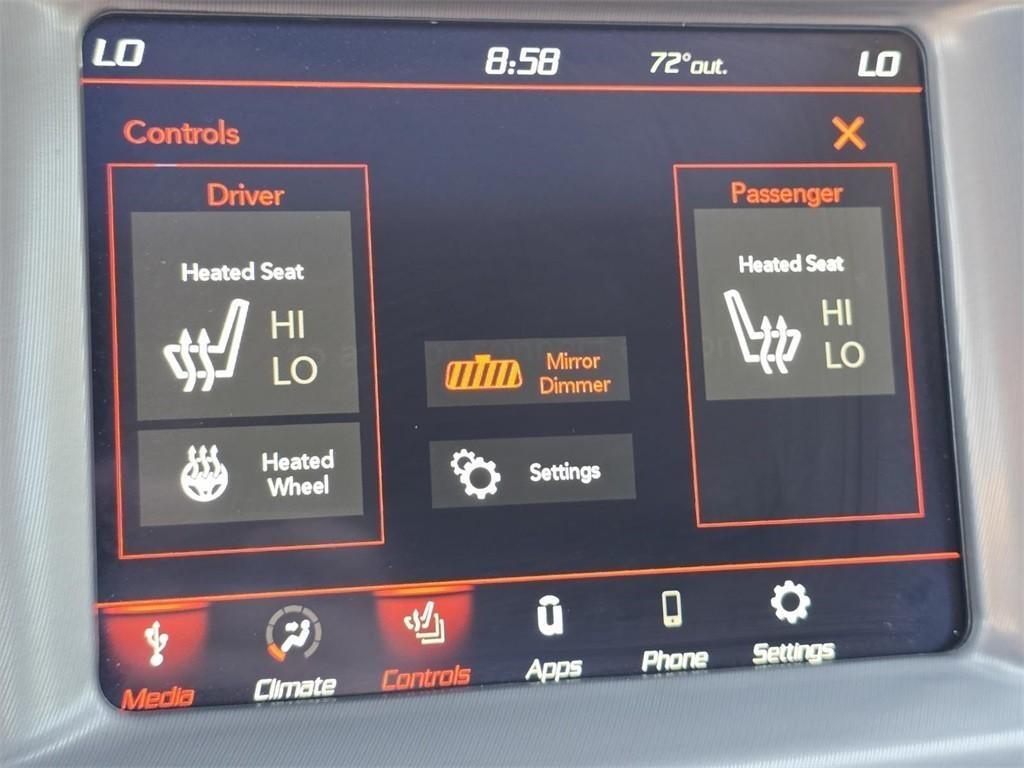 LO 8:58 72°out. LO
Controls
Driver
Passenger
Heated Seat
HI
LO
Heated Seat
HI
LO
Mirror
Dimmer
Heated
Wheel
Settings
Media Climate Controls Apps Phone Settings